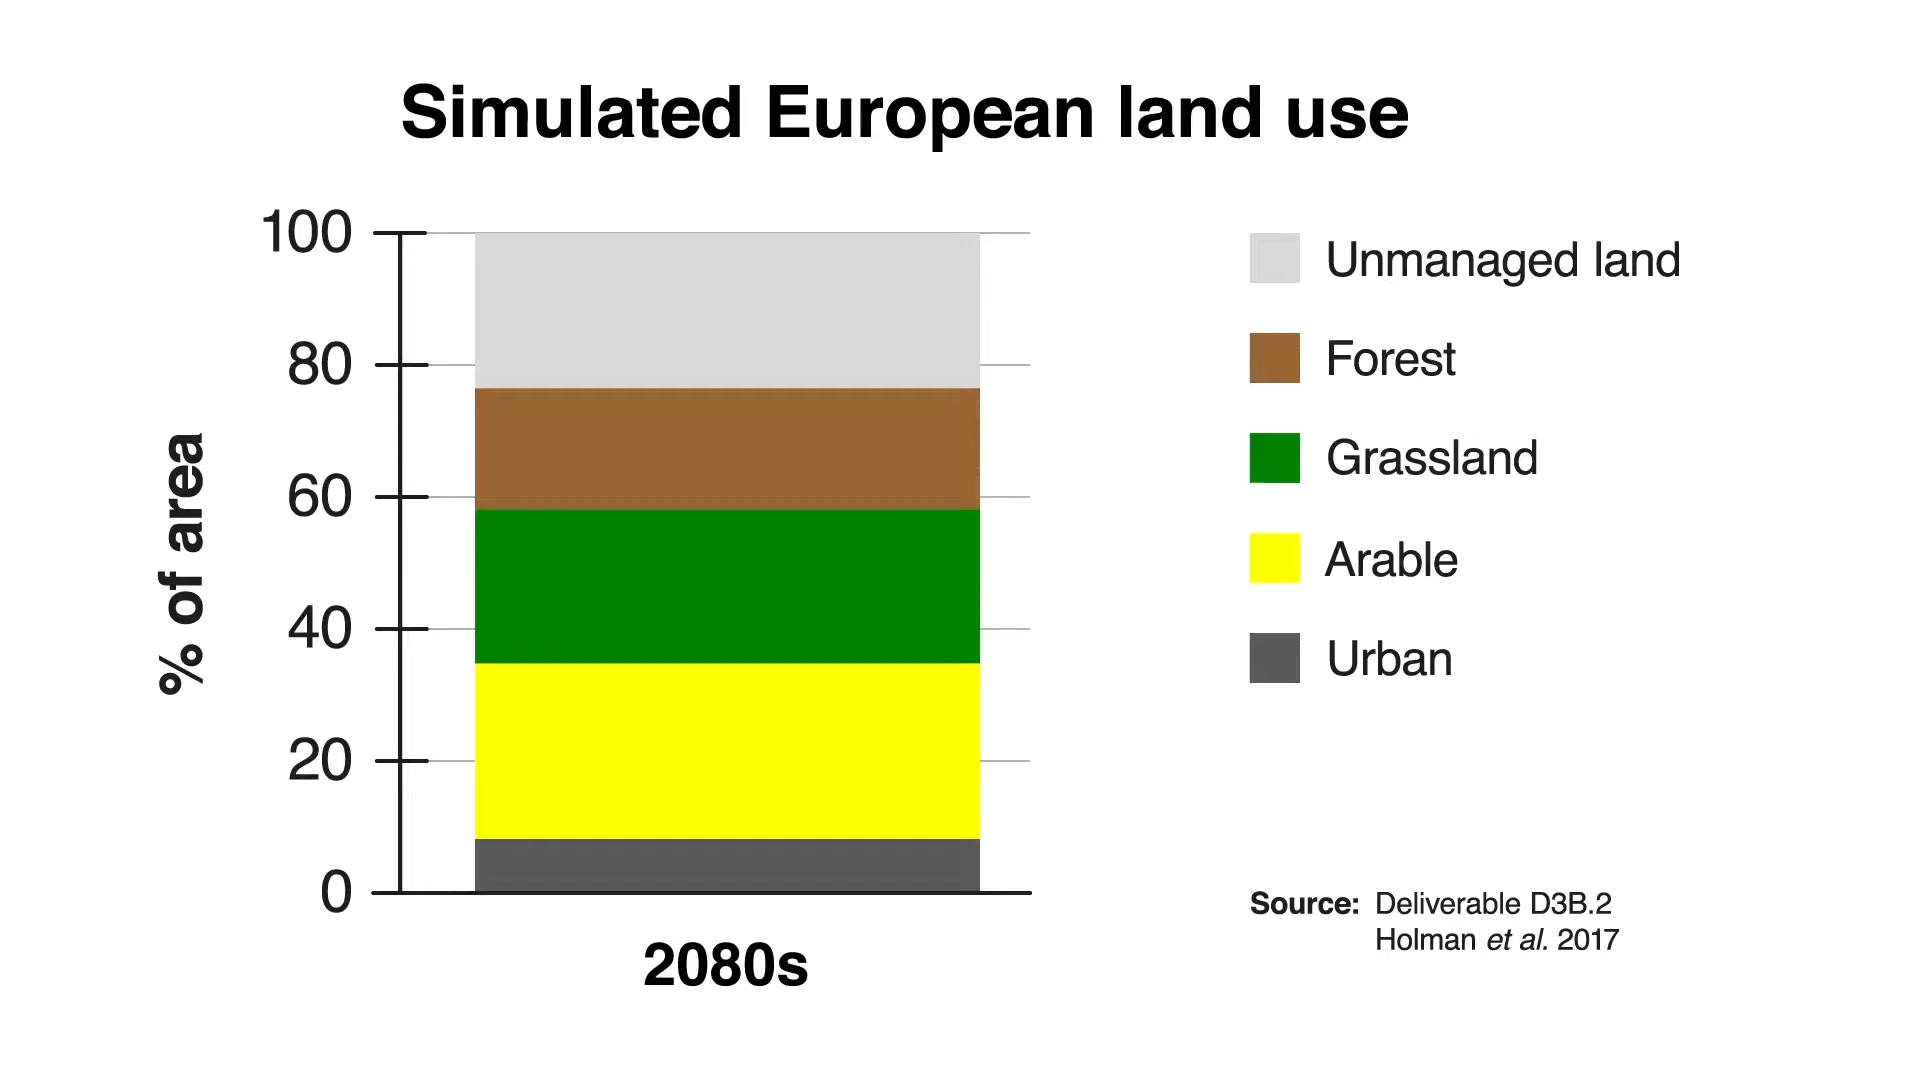 Simulated European land use
% of area
100
80
60
40
20
0
2080s
Unmanaged land
Forest
Grassland
Arable
Urban
Source: Deliverable D3B.2
Holman et al. 2017